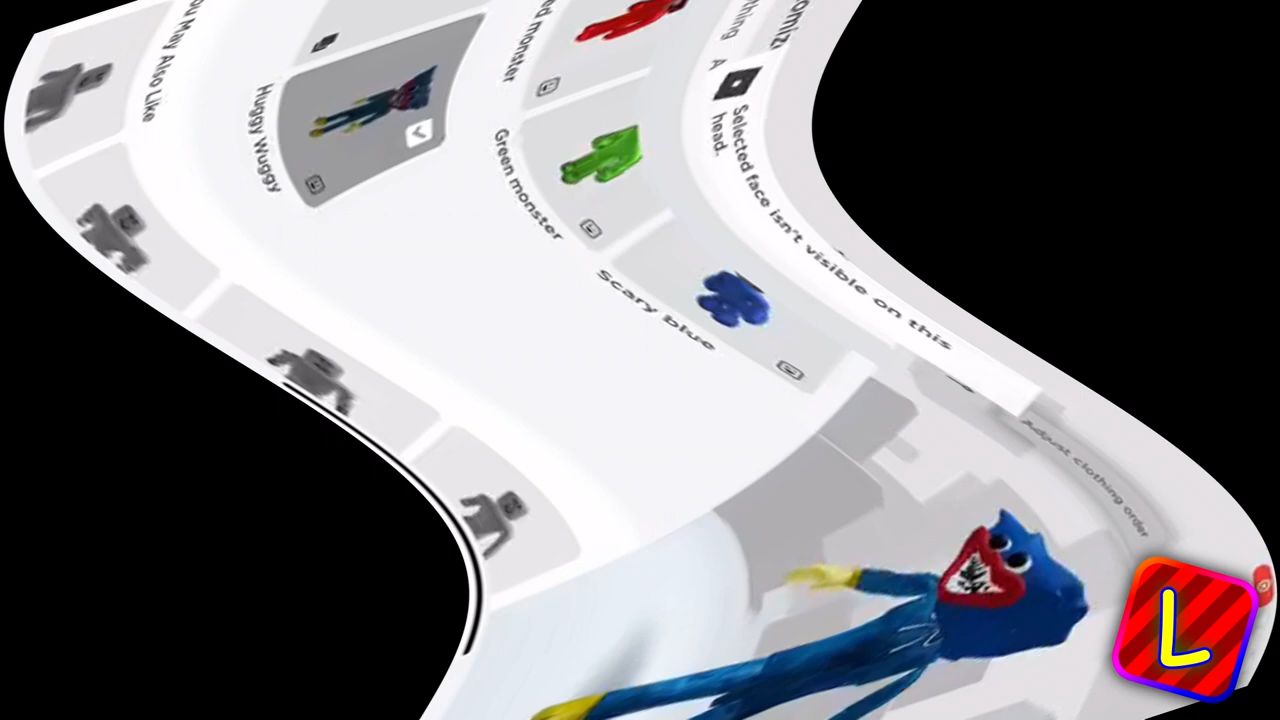 Adjust clothing order
Selected face isn't visible on this
head.
A
Scary blue
Green monster
monster
Huggy Wuggy
May Also Like
L